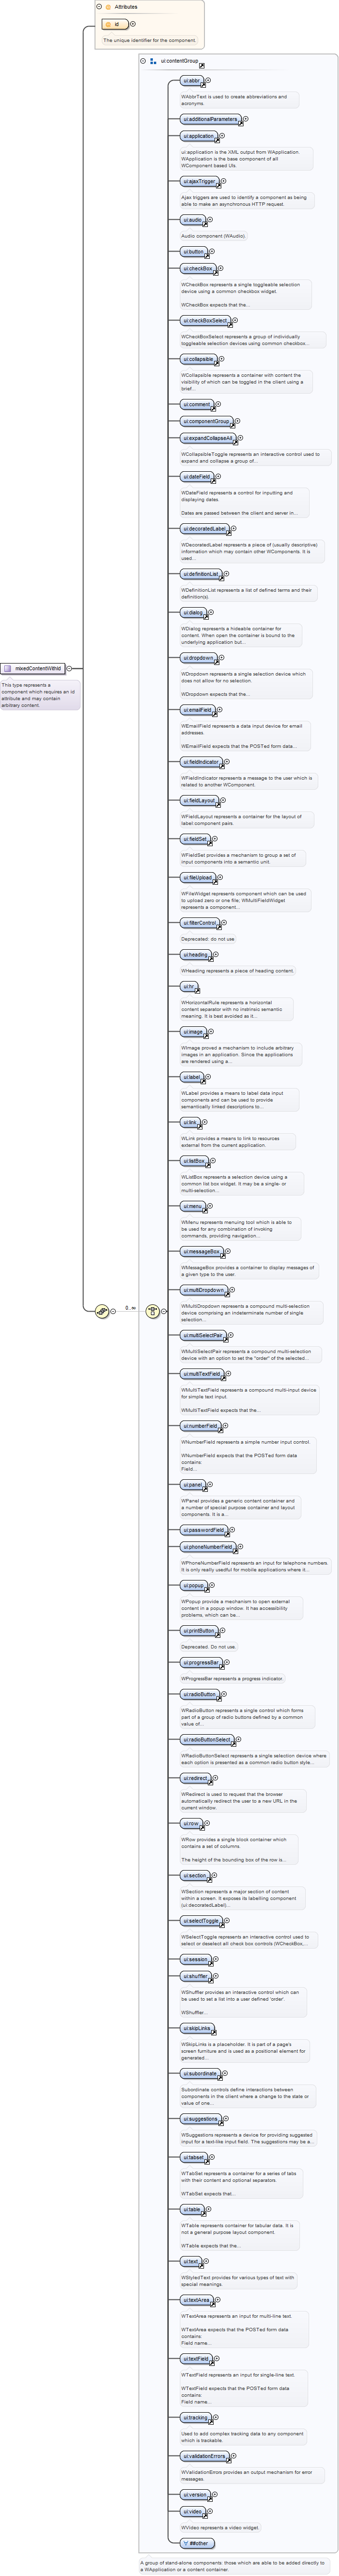 Attributes
id
The unique identifier for the component.
ui:contentGroup
ui:abbr
WAbbrText is used to create abbreviations and
acronyms.
ui:additionalParameters
ui:application
ui:application is the XML output from WApplication.
WApplication is the base component of all
WComponent based UIs.
ui:ajaxTrigger
Ajax triggers are used to identify a component as being
able to make an asynchronous HTTP request.
ui:audio
Audio component (WAudio).
ui:button
ui:checkBox
WCheckBox represents a single toggleable selection
device using a common checkbox widget.
WCheckBox expects that the...
ui:checkBoxSelect
WCheckBoxSelect represents a group of individually
toggleable selection devices using common checkbox...
ui:collapsible
WCollapsible represents a container with content the
visibility of which can be toggled in the client using a
brief...
ui:comment
ui:componentGroup
ui:expandCollapseAll
WCollapsibleToggle represents an interactive control used to
expand and collapse a group of...
ui:dateField
WDateField represents a control for inputting and
displaying dates.
Dates are passed between the client and server in...
ui:decoratedLabel
WDecoratedLabel represents a piece of (usually descriptive)
information which may contain other WComponents. It is
used...
ui:definitionList
WDefinitionList represents a list of defined terms and their
definition(s).
ui:dialog
WDialog represents a hideable container for
content. When open the container is bound to the
underlying application but...
ui:dropdown
WDropdown represents a single selection device which
does not allow for no selection.
WDropdown expects that the...
mixedContentWithId
This type represents a
component which requires an id
attribute and may contain
arbitrary content.
ui:emailField
WEmailField represents a data input device for email
addresses.
WEmailField expects that the POSTed form data...
ui:fieldIndicator
WFieldIndicator represents a message to the user which is
related to another WComponent.
ui:fieldLayout
WFieldLayout represents a container for the layout of
label:component pairs.
ui:fieldSet
WFieldSet provides a mechanism to group a set of
input components into a semantic unit.
ui:fileUpload
WFileWidget represents component which can be used
to upload zero or one file; WMultiFileWidget
represents a component...
ui:filterControl
Deprecated: do not use.
ui:heading
WHeading represents a piece of heading content.
ui:hr
WHorizontalRule represents a horizontal
content separator with no instrinsic semantic
meaning. It is best avoided as it...
ui:image
WImage proved a mechanism to include arbitrary
images in an application. Since the applications
are rendered using a...
ui:label
WLabel provides a means to label data input
components and can be used to provide
semantically linked descriptions to...
ui:link
WLink provides a means to link to resources
external from the current application.
ui:listBox
WListBox represents a selection device using a
common list box widget. It may be a single- or
multi-selection...
ui:menu
WMenu represents menuing tool which is able to
be used for any combination of invoking
commands, providing navigation...
ui:messageBox
WMessageBox provides a container to display messages of
a given type to the user.
0..∞
ui:multiDropdown
WMultiDropdown represents a compound multi-selection
device comprising an indeterminate number of single
selection...
ui:multiSelectPair
WMultiSelectPair represents a compound multi-selection
device with an option to set the "order" of the selected...
ui:multiTextField
WMultiTextField represents a compound multi-input device
for simple text input.
WMultiTextField expects that the...
ui:numberField
WNumberField represents a simple number input control.
WNumberField expects that the POSTed form data
contains:
Field...
ui:panel
WPanel provides a generic content container and
a number of special purpose container and layout
components. It is a...
ui:passwordField
ui:phoneNumberField
WPhoneNumberField represents an input for telephone numbers.
It is only useful for mobile applications where it...
ui:popup
WPopup provide a mechanism to open external
content in a popup window. It has accessibility
problems, which can be...
ui:printButton
Deprecated. Do not use.
ui:progressBar
WProgressBar represents a progress indicator.
ui:radioButton
WRadioButton represents a single control which forms
part of a group of radio buttons defined by a common
value of...
ui:radioButtonSelect
WRadioButtonSelect represents a single selection device where
each option is presented as a common radio button style...
ui:redirect
WRedirect is used to request that the browser
automatically redirect the user to a new URL in the
current window.
ui:row
WRow provides a single block container which
contains a set of columns.
The height of the bounding box of the row is...
ui:section
WSection represents a major section of content
within a screen. It exposes its labelling component
(ui:decoratedLabel)...
ui:selectToggle
WSelectToggle represents an interactive control used to
select or deselect all check box controls (WCheckBox,...
ui:session
ui:shuffler
WShuffler provides an interactive control which can
be used to set a list into a user defined 'order'.
WShuffler...
ui:skipLinks
WSkipLinks is a placeholder. It is part of a page's
screen furniture and is used as a positional element for
generated...
ui:subordinate
Subordinate controls define interactions between
components in the client where a change to the state or
value of one...
ui:suggestions
WSuggestions represents a device for providing suggested
input for a text-like input field. The suggestions may be a...
ui:tabset
WTabSet represents a container for a series of tabs
with their content and optional separators.
WTabSet expects that...
ui:table
WTable represents container for tabular data. It is
not a general purpose layout component.
WTable expects that the...
ui:text
WStyledText provides for various types of text with
special meanings.
ui:textArea
WTextArea represents an input for multi-line text.
WTextArea expects that the POSTed form data
contains:
Field name...
ui:textField
WTextField represents an input for single-line text.
WTextField expects that the POSTed form data
contains:
Field name...
ui:tracking
Used to add complex tracking data to any component
which is trackable.
ui:validationErrors
WValidationErrors provides an output mechanism for error
messages.
ui:version
ui:video
WVideo represents a video widget.
##other
A group of stand-alone components: those which are able to be added directly to
a WApplication or a content container.